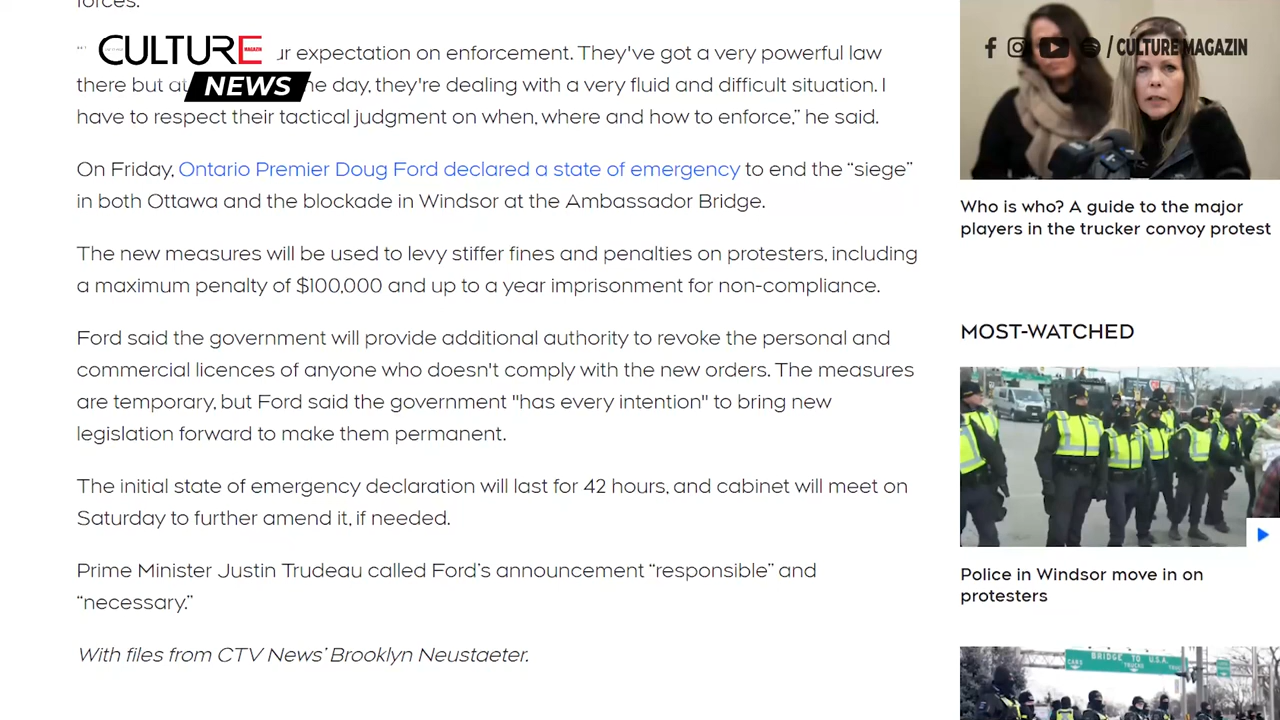 forces.
CULTURE
MAGAZIN
NEWS
ur expectation on enforcement. They've got a very powerful law
there but at he day, they're dealing with a very fluid and difficult situation. I
have to respect their tactical judgment on when, where and how to enforce,” he said.
On Friday, Ontario Premier Doug Ford declared a state of emergency to end the “siege”
in both Ottawa and the blockade in Windsor at the Ambassador Bridge.
The new measures will be used to levy stiffer fines and penalties on protesters, including
a maximum penalty of $100,000 and up to a year imprisonment for non-compliance.
Ford said the government will provide additional authority to revoke the personal and
commercial licences of anyone who doesn't comply with the new orders. The measures
are temporary, but Ford said the government "has every intention" to bring new
legislation forward to make them permanent.
The initial state of emergency declaration will last for 42 hours, and cabinet will meet on
Saturday to further amend it, if needed.
Prime Minister Justin Trudeau called Ford’s announcement “responsible” and
“necessary.”
With files from CTV News’ Brooklyn Neustaeter.
/ CULTURE MAGAZIN
Who is who? A guide to the major
players in the trucker convoy protest
MOST-WATCHED
Police in Windsor move in on
protesters
BRIDGE TO U.S.A.
CARS
TRUCKS